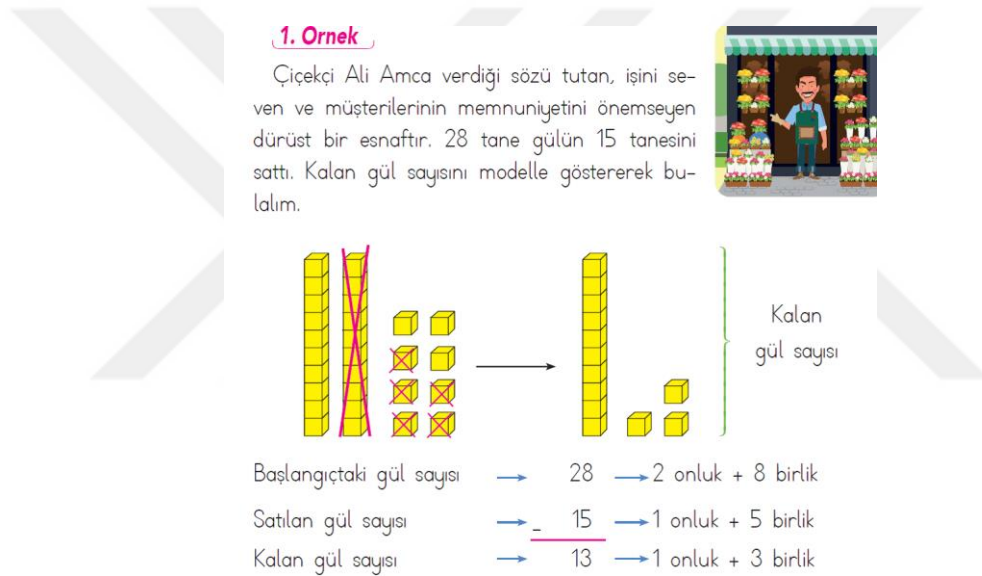 1. Ornek
Çiçekçi Ali Amca verdiği sözü tutan, işini se-
ven ve müşterilerinin memnuniyetini önemseyen
dürüst bir esnaftır. 28 tane gülün 15 tanesini
sattı. Kalan gül sayısını modelle göstererek bu-
lalım.
Kalan
gül sayısı
Başlangıçtaki gül sayısı → 28 → 2 onluk + 8 birlik
Satılan gül sayısı → - 15 → 1 onluk + 5 birlik
Kalan gül sayısı → 13 → 1 onluk + 3 birlik